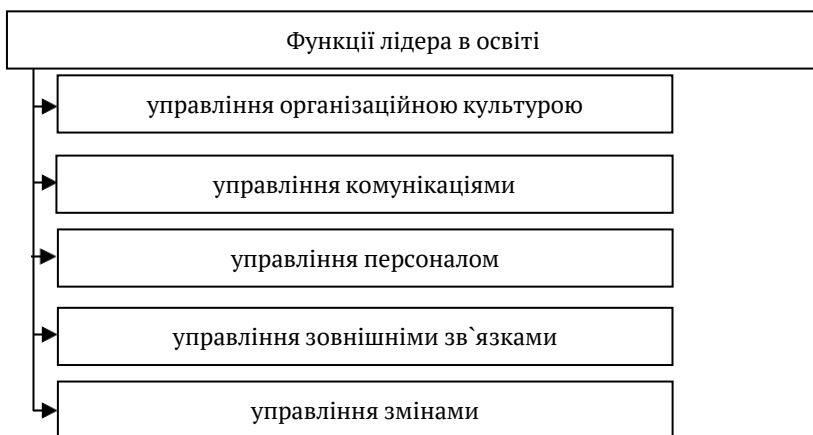 Функції лідера в освіті
управління організаційною культурою
управління комунікаціями
управління персоналом
управління зовнішніми зв`язками
управління змінами